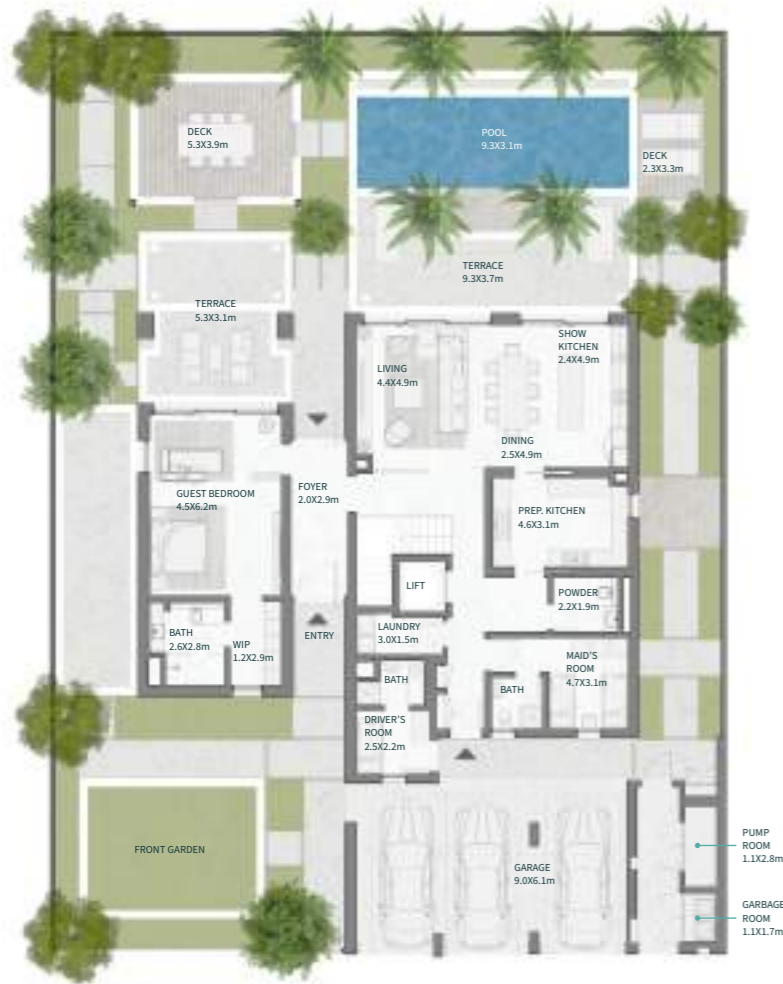 DECK
5.3X3.9m
POOL
9.3X3.1m
DECK
2.3X3.3m
TERRACE
9.3X3.7m
TERRACE
5.3X3.1m
SHOW
KITCHEN
2.4X4.9m
LIVING
4.4X4.9m
DINING
2.5X4.9m
GUEST BEDROOM
4.5X6.2m
FOYER
2.0X2.9m
PREP. KITCHEN
4.6X3.1m
LIFT
POWDER
2.2X1.9m
ENTRY
LAUNDRY
3.0X1.5m
BATH
2.6X2.8m
WIP
1.2X2.9m
MAID'S
ROOM
4.7X3.1m
BATH
BATH
DRIVER'S
ROOM
2.5X2.2m
FRONT GARDEN
GARAGE
9.0X6.1m
PUMP
ROOM
1.1X2.8m
GARBAGE
ROOM
1.1X1.7m